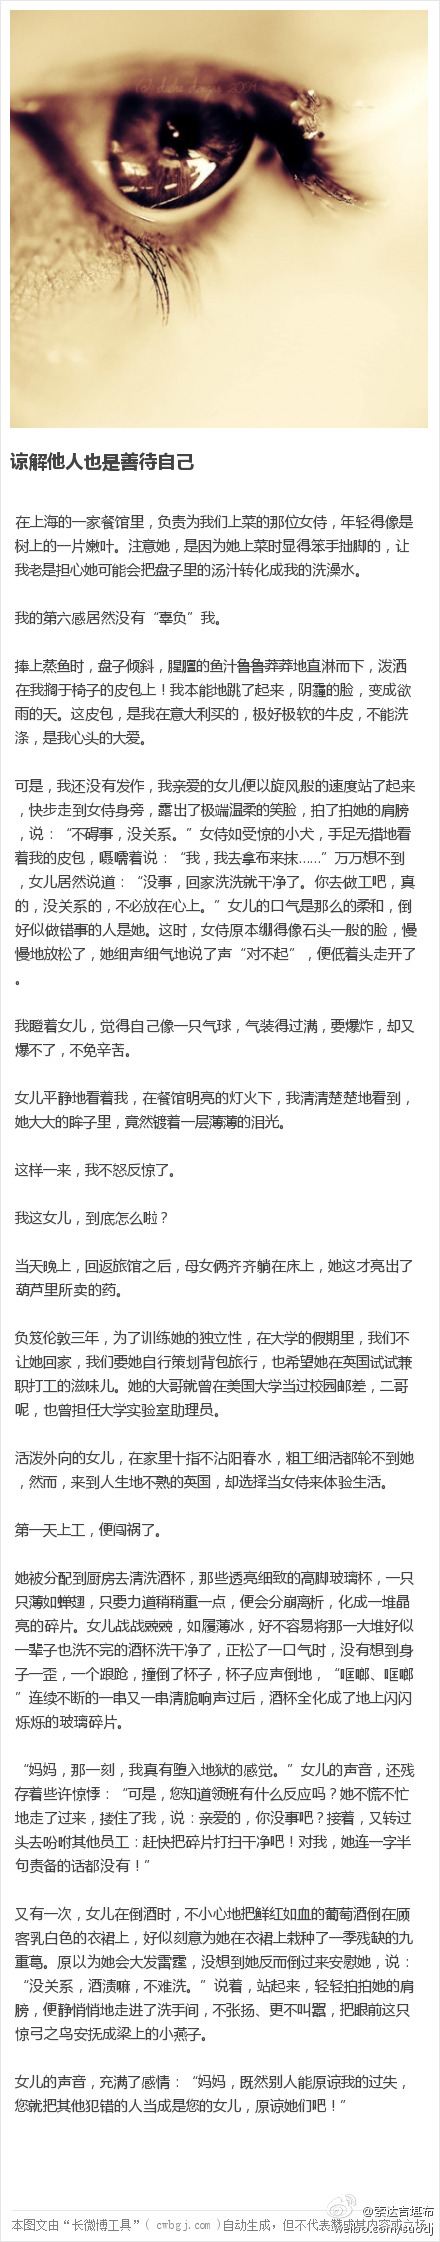 谅解他人也是善待自己
在上海的一家餐馆里，负责为我们上菜的那位女侍，年轻得像是
树上的一片嫩叶。注意她，是因为她上菜时显得笨手拙脚的，让
我老是担心她可能会把盘子里的汤汁转化成我的洗澡水。
我的第六感居然没有“辜负”我。
捧上蒸鱼时，盘子倾斜，腥膻的鱼汁鲁鲁莽莽地直淋而下，泼洒
在我搁于椅子的皮包上！我本能地跳了起来，阴霾的脸，变成欲
雨的天。这皮包，是我在意大利买的，极好极软的牛皮，不能洗
涤，是我心头的大爱。
可是，我还没有发作，我亲爱的女儿便以旋风般的速度站了起来
，快步走到女侍身旁，露出了极端温柔的笑脸，拍了拍她的肩膀
，说：“不碍事，没关系。”女侍如受惊的小犬，手足无措地看
着我的皮包，嗫嚅着说：“我，我去拿布来抹……”万万想不到
，女儿居然说道：“没事，回家洗洗就干净了。你去做工吧，真
的，没关系的，不必放在心上。”女儿的口气是那么的柔和，倒
好似做错事的人是她。这时，女侍原本绷得像石头一般的脸，慢
慢地放松了，她细声细气地说了声“对不起”，便低着头走开了
。
我瞪着女儿，觉得自己像一只气球，气装得过满，要爆炸，却又
爆不了，不免辛苦。
女儿平静地看着我，在餐馆明亮的灯火下，我清清楚楚地看到，
她大大的眸子里，竟然镀着一层薄薄的泪光。
这样一来，我不怒反惊了。
我这女儿，到底怎么啦？
当天晚上，回返旅馆之后，母女俩齐齐躺在床上，她这才亮出了
葫芦里所卖的药。
负笈伦敦三年，为了训练她的独立性，在大学的假期里，我们不
让她回家，我们要她自行策划背包旅行，也希望她在英国试试兼
职打工的滋味儿。她的大哥就曾在美国大学当过校园邮差，二哥
呢，也曾担任大学实验室助理员。
活泼外向的女儿，在家里十指不沾阳春水，粗工细活都轮不到她
，然而，来到人生地不熟的英国，却选择当女侍来体验生活。
第一天上工，便闯祸了。
她被分配到厨房去清洗酒杯，那些透亮细致的高脚玻璃杯，一只
只薄如蝉翅，只要力道稍稍重一点，便会分崩离析，化成一堆晶
亮的碎片。女儿战战兢兢，如履薄冰，好不容易将那一大堆好似
一辈子也洗不完的酒杯洗干净了，正松了一口气时，没有想到身
子一歪，一个踉跄，撞倒了杯子，杯子应声倒地，“哐啷、哐啷
”连续不断的一串又一串清脆响声过后，酒杯全化成了地上闪闪
烁烁的玻璃碎片。
“妈妈，那一刻，我真有堕入地狱的感觉。”女儿的声音，还残
存着些许惊悸：“可是，您知道领班有什么反应吗？她不慌不忙
地走了过来，搂住了我，说：亲爱的，你没事吧？接着，又转过
头去吩咐其他员工：赶快把碎片打扫干净吧！对我，她连一字半
句责备的话都没有！”
又有一次，女儿在倒酒时，不小心地把鲜红如血的葡萄酒倒在顾
客乳白色的衣裙上，好似刻意为她在衣裙上栽种了一季残缺的九
重葛。原以为她会大发雷霆，没想到她反而倒过来安慰她，说：
“没关系，酒渍嘛，不难洗。”说着，站起来，轻轻拍拍她的肩
膀，便静悄悄地走进了洗手间，不张扬、更不叫嚣，把眼前这只
惊弓之鸟安抚成梁上的小燕子。
女儿的声音，充满了感情：“妈妈，既然别人能原谅我的过失，
您就把其他犯错的人当成是您的女儿，原谅她们吧！”
@索达吉堪布
本图文由“长微博工具”( cwbgj.com )自动生成，但不代表赞成其内容或立场
weibo.com/suodj